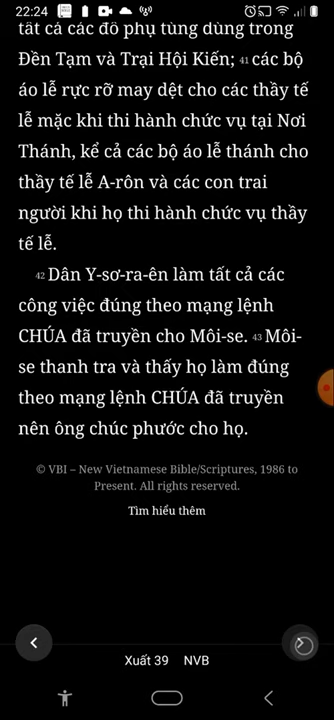 22:24
tất cả các đồ phụ tùng dùng trong
Đền Tạm và Trại Hội Kiến; 41 các bộ
áo lễ rực rỡ may dệt cho các thầy tế
lễ mặc khi thi hành chức vụ tại Nơi
Thánh, kể cả các bộ áo lễ thánh cho
thầy tế lễ A-rôn và các con trai
người khi họ thi hành chức vụ thầy
tế lễ.
42 Dân Y-sơ-ra-ên làm tất cả các
công việc đúng theo mạng lệnh
CHÚA đã truyền cho Môi-se. 43 Môi-
se thanh tra và thấy họ làm đúng
theo mạng lệnh CHÚA đã truyền
nên ông chúc phước cho họ.
© VBI – New Vietnamese Bible/Scriptures, 1986 to
Present. All rights reserved.
Tìm hiểu thêm
Xuất 39 NVB